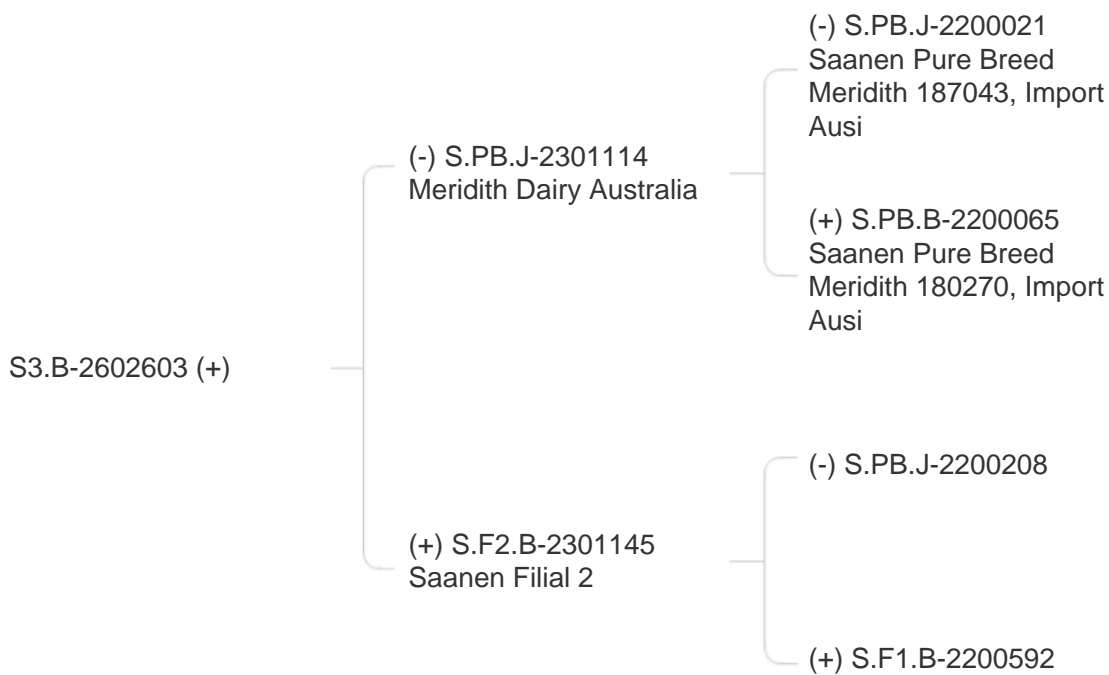 (-) S.PB.J-2200021
Saanen Pure Breed
Meridith 187043, Import
Ausi
(-) S.PB.J-2301114
Meridith Dairy Australia
(+) S.PB.B-2200065
Saanen Pure Breed
Meridith 180270, Import
Ausi
S3.B-2602603 (+)
(-) S.PB.J-2200208
(+) S.F2.B-2301145
Saanen Filial 2
(+) S.F1.B-2200592